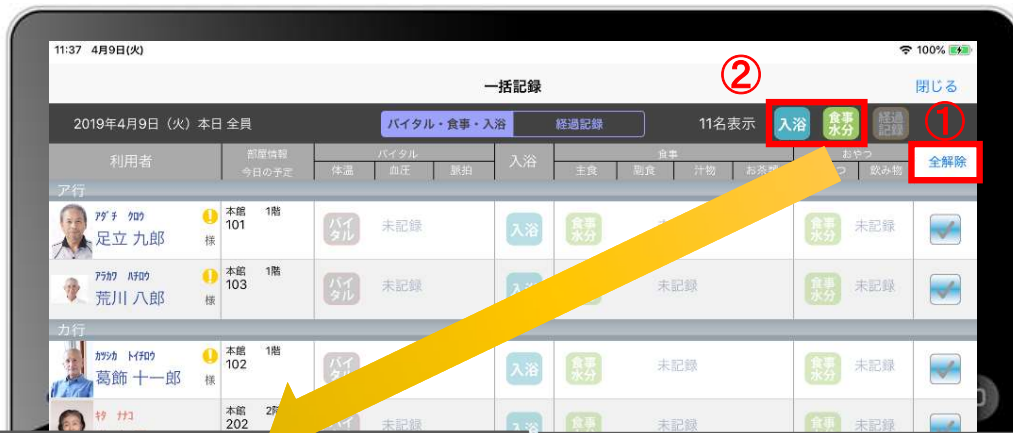 11:37 4月9日(火)
100%
一括記録
②
閉じる
2019年4月9日（火）本日 全員
バイタル・食事・入浴
経過記録
11名表示
入浴
食事
水分
経過
記録
①
利用者
部屋情報
今日の予定
バイタル
体温
血圧
脈拍
入浴
食事
主食
副食
汁物
おやつ
飲み物
全解除
ア行
アダチ クロウ
足立 九郎 様
本館 1階
101
バイタル
未記録
入浴
食事
水分
食事
水分
未記録
アラカワ ハチロウ
荒川 八郎 様
本館 1階
103
バイタル
未記録
未記録
食事
水分
未記録
カ行
カツシカ トイチロウ
葛飾 十一郎 様
本館 1階
102
入浴
食事
水分
未記録
食事
水分
未記録
キタ ナナコ
本館
202
未記録
未記録
食事
水分
未記録